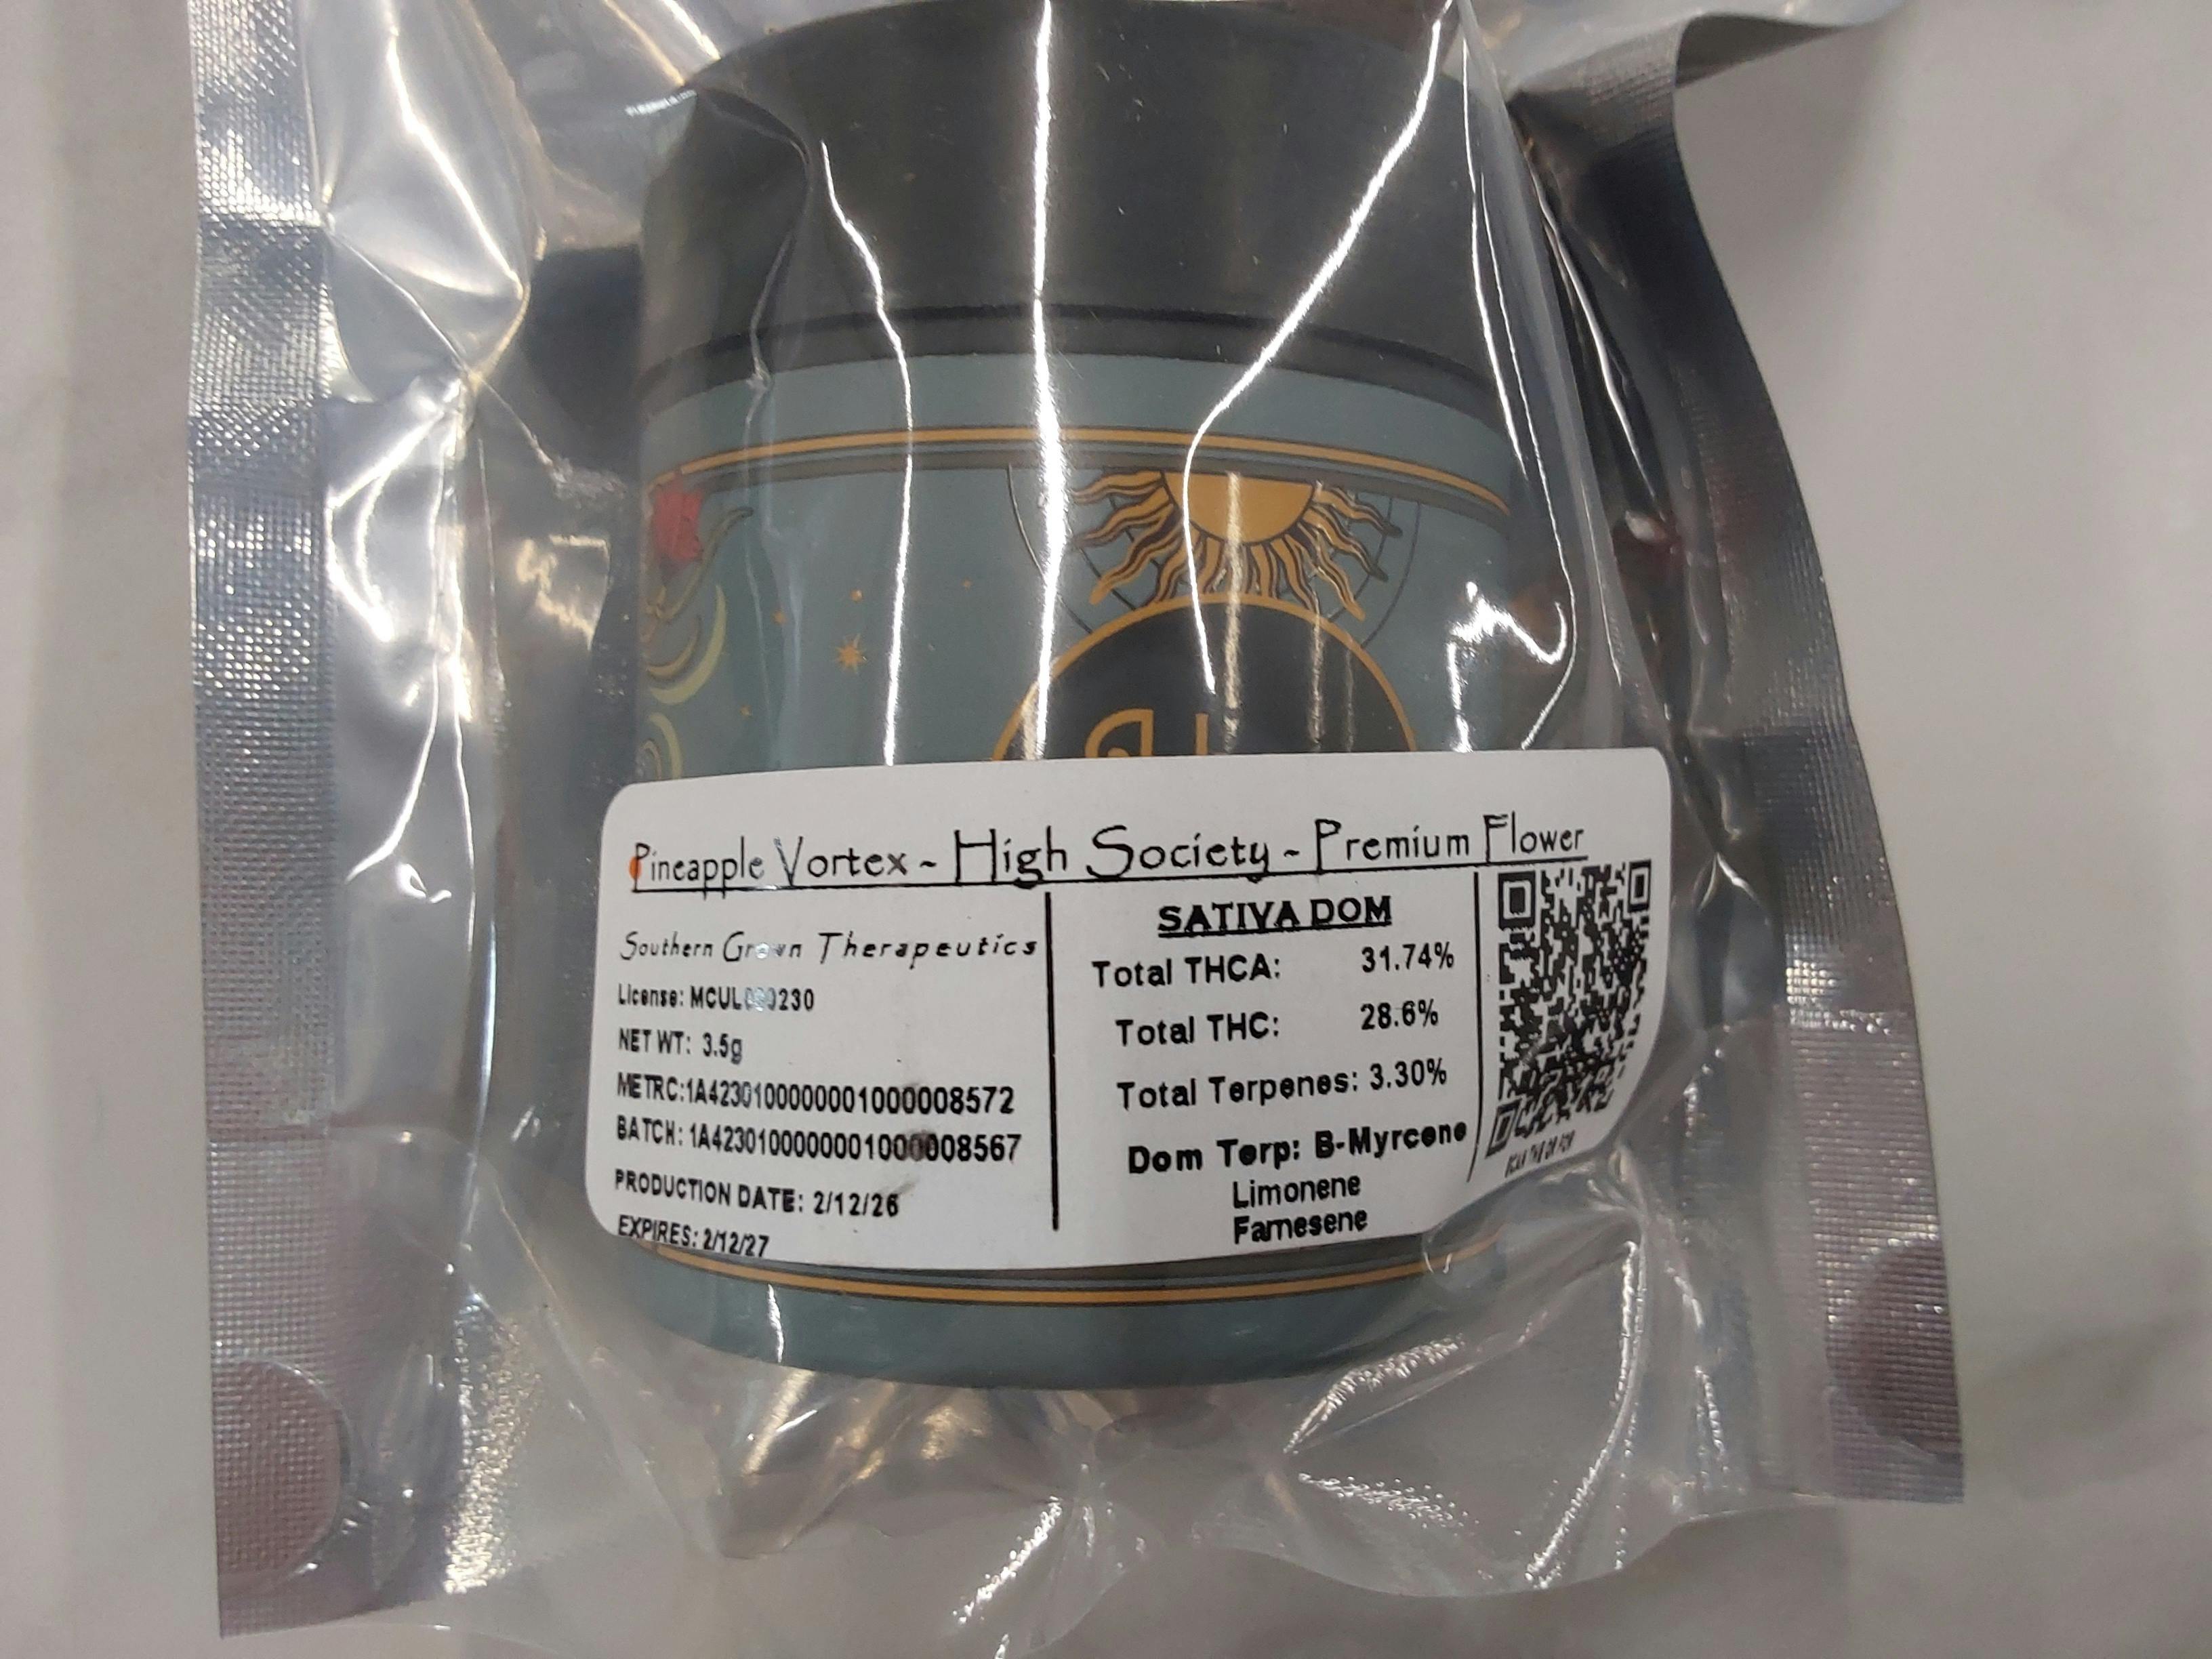 Pineapple Vortex ~ High Society ~ Premium Flower
Southern Grown Therapeutics
License:
NET WT: 3.5g
METRC:1A4230100000001000008572
BATCH: 1A4230100000001000008567
PRODUCTION DATE: 2/12/26
EXPIRES: 2/12/27
SATIVA DOM
Total THCA: 31.74%
Total THC: 28.6%
Total Terpenes: 3.30%
Dom Terp: B-Myrcene
Limonene
Farnesene